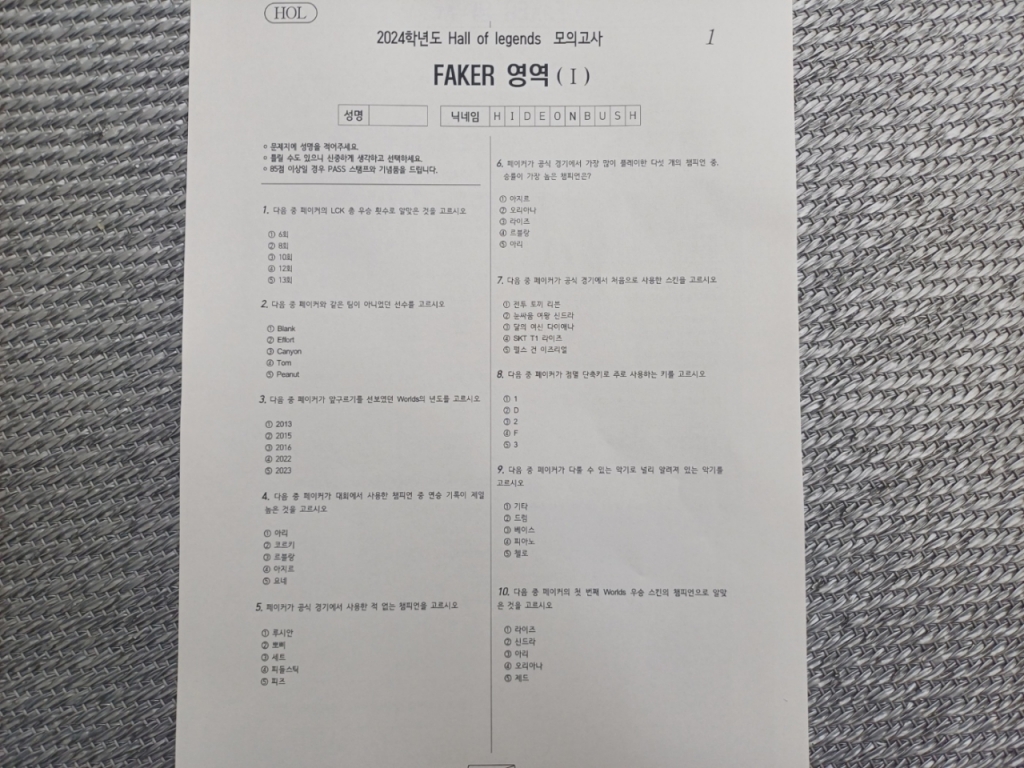 HOL
2024학년도 Hall of legends 모의고사
1
FAKER 영역 ( I )
성명
닉네임 H I D E O N B U S H
문제지에 성명을 적어주세요.
틀릴 수도 있으니 신중하게 생각하고 선택하세요.
85점 이상일 경우 PASS 스탬프와 기념품을 드립니다.
1. 다음 중 페이커의 LCK 총 우승 횟수로 알맞은 것을 고르시오
① 6회
② 8회
③ 10회
④ 12회
⑤ 13회
2. 다음 중 페이커와 같은 팀이 아니었던 선수를 고르시오
① Blank
② Effort
③ Canyon
④ Tom
⑤ Peanut
3. 다음 중 페이커가 앞구르기를 선보였던 Worlds의 년도를 고르시오
① 2013
② 2015
③ 2016
④ 2022
⑤ 2023
4. 다음 중 페이커가 대회에서 사용한 챔피언 중 연승 기록이 제일
높은 것을 고르시오
① 아리
② 코르키
③ 르블랑
④ 아지르
⑤ 요네
5. 페이커가 공식 경기에서 사용한 적 없는 챔피언을 고르시오
① 루시안
② 뽀삐
③ 세트
④ 피들스틱
⑤ 피즈
6. 페이커가 공식 경기에서 가장 많이 플레이한 다섯 개의 챔피언 중,
승률이 가장 높은 챔피언은?
① 아지르
② 오리아나
③ 라이즈
④ 르블랑
⑤ 아리
7. 다음 중 페이커가 공식 경기에서 처음으로 사용한 스킨을 고르시오
① 전투 토끼 리븐
② 눈싸움 여왕 신드라
③ 달의 여신 다이애나
④ SKT T1 라이즈
⑤ 펄스 건 이즈리얼
8. 다음 중 페이커가 점멸 단축키로 주로 사용하는 키를 고르시오
① 1
② D
③ 2
④ F
⑤ 3
9. 다음 중 페이커가 다룰 수 있는 악기로 널리 알려져 있는 악기를
고르시오
① 기타
② 드럼
③ 베이스
④ 피아노
⑤ 첼로
10. 다음 중 페이커의 첫 번째 Worlds 우승 스킨의 챔피언으로 알맞
은 것을 고르시오
① 라이즈
② 신드라
③ 아리
④ 오리아나
⑤ 제드